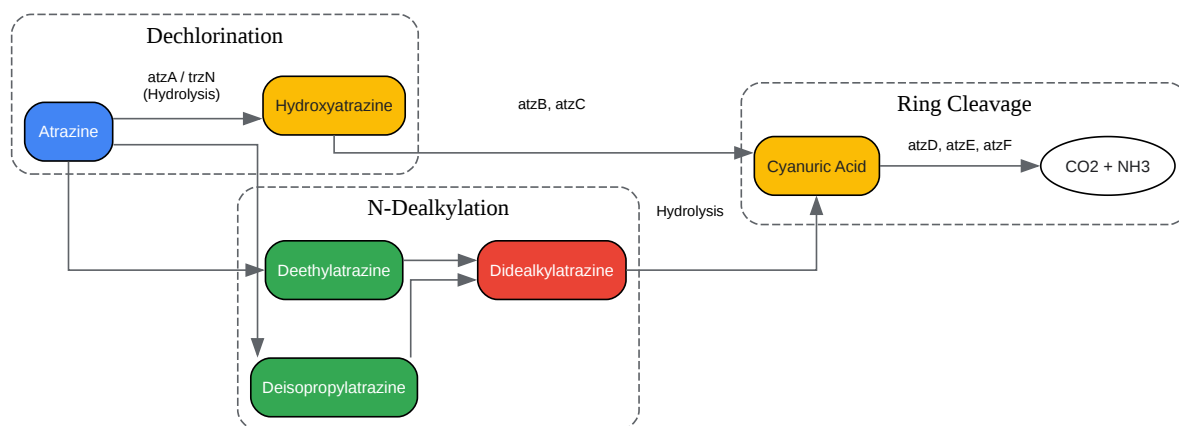 Dechlorination
atzA / trzN
(Hydrolysis)
Atrazine
Hydroxyatrazine
atzB, atzC
Ring Cleavage
Cyanuric Acid
atzD, atzE, atzF
CO2 + NH3
N-Dealkylation
Hydrolysis
Deethylatrazine
Didealkylatrazine
Deisopropylatrazine